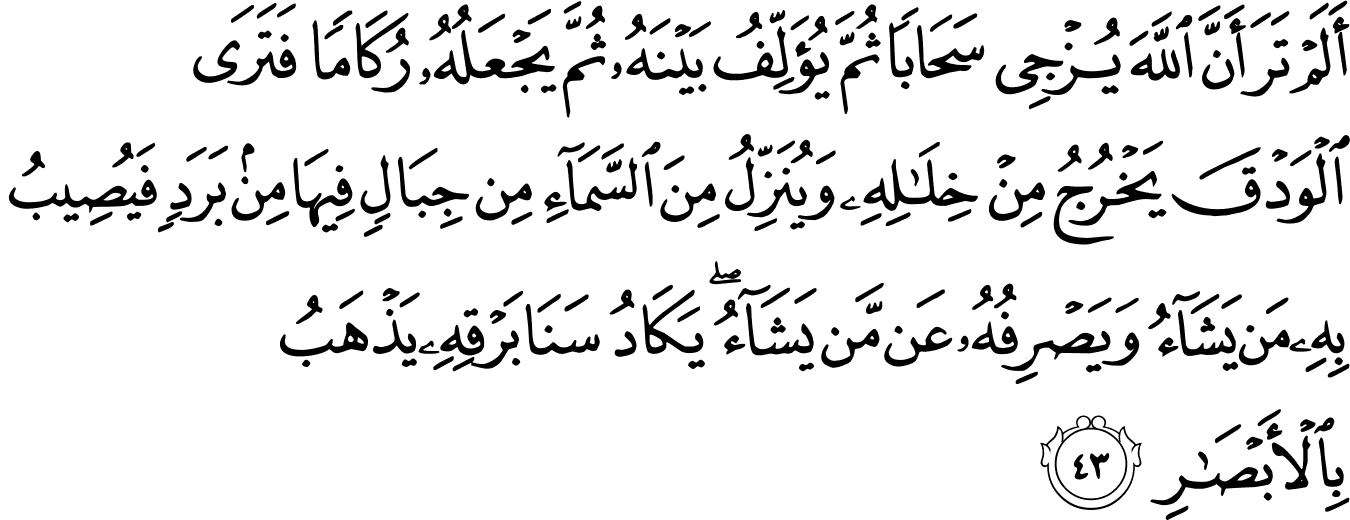 أَلَمْ تَرَ أَنَّ ٱللَّهَ يُزْجِى سَحَابًا ثُمَّ يُؤَلِّفُ بَيْنَهُۥ ثُمَّ يَجْعَلُهُۥ رُكَامًا فَتَرَى
ٱلْوَدْقَ يَخْرُجُ مِنْ خِلَـٰلِهِۦ وَيُنَزِّلُ مِنَ ٱلسَّمَآءِ مِن جِبَالٍ فِيهَا مِنۢ بَرَدٍ فَيُصِيبُ
بِهِۦ مَن يَشَآءُ وَيَصْرِفُهُۥ عَن مَّن يَشَآءُ ۖ يَكَادُ سَنَا بَرْقِهِۦ يَذْهَبُ
بِٱلْأَبْصَـٰرِ ٤٣